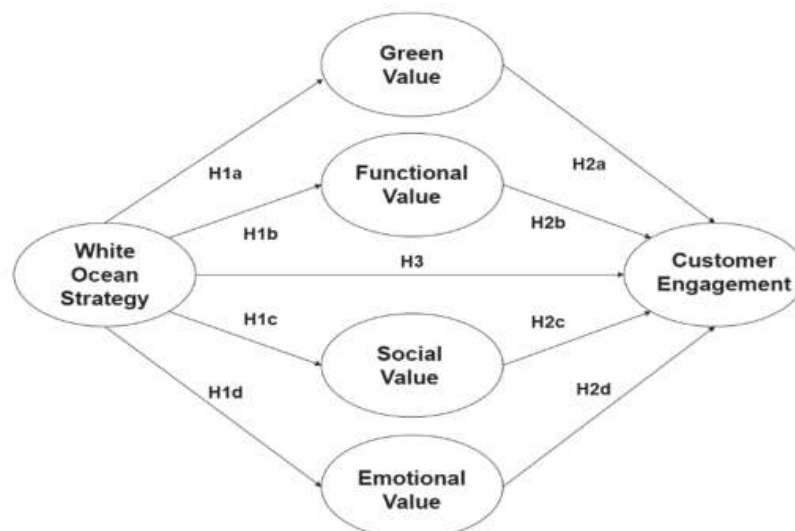 Green
Value
H1a
H2a
Functional
Value
H1b
H2b
White
Ocean
Strategy
H3
Customer
Engagement
H1c
H2c
Social
Value
H1d
H2d
Emotional
Value